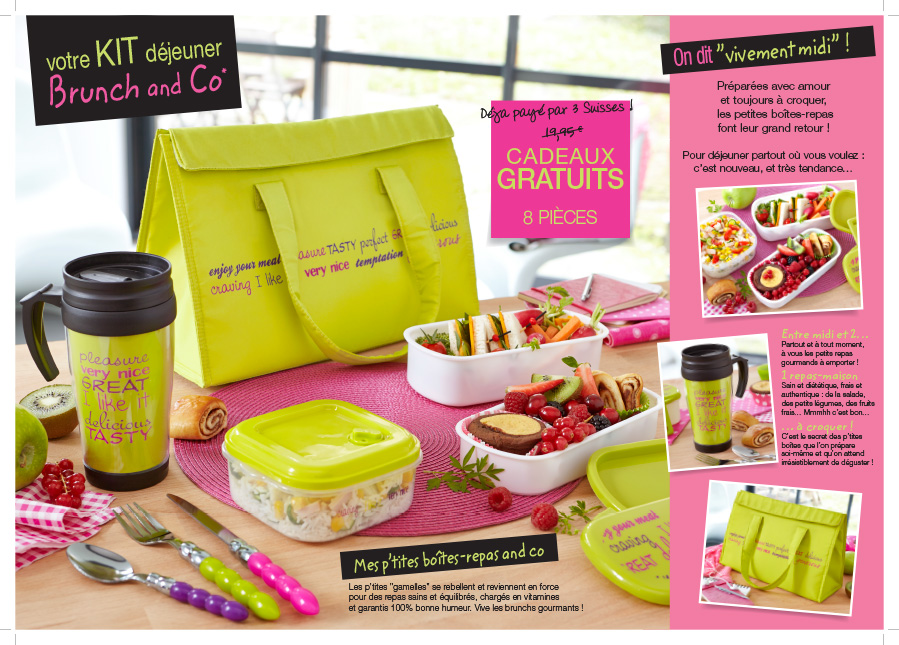 votre KIT déjeuner
Brunch and Co*
Déja payé par 3 Suisses !
19,95 €
CADEAUX
GRATUITS
8 PIÈCES
enjoy your meal
craving I like
pleasure TASTY perfect
very nice temptation
delicious
pleasure
very nice
GREAT
I like it
delicious
TASTY
your meal
craving
Mes p'tites boîtes-repas and co
Les p'tites "gamelles" se rebellent et reviennent en force
pour des repas sains et équilibrés, chargés en vitamines
et garantis 100% bonne humeur. Vive les brunchs gourmants !
On dit "vivement midi" !
Préparées avec amour
et toujours à croquer,
les petites boîtes-repas
font leur grand retour !
Pour déjeuner partout où vous voulez :
c'est nouveau, et très tendance...
Entre midi et 2...
Partout et à tout moment,
à vous les petits repas
gourmands à emporter !
1 repas-maison
Sain et diététique, frais et
authentique : de la salade,
des petits légumes, des fruits
frais... Mmmhh c'est bon...
... à croquer !
C'est le secret des p'tites
boîtes que l'on prépare
soi-même et qu'on attend
irrésistiblement de déguster !